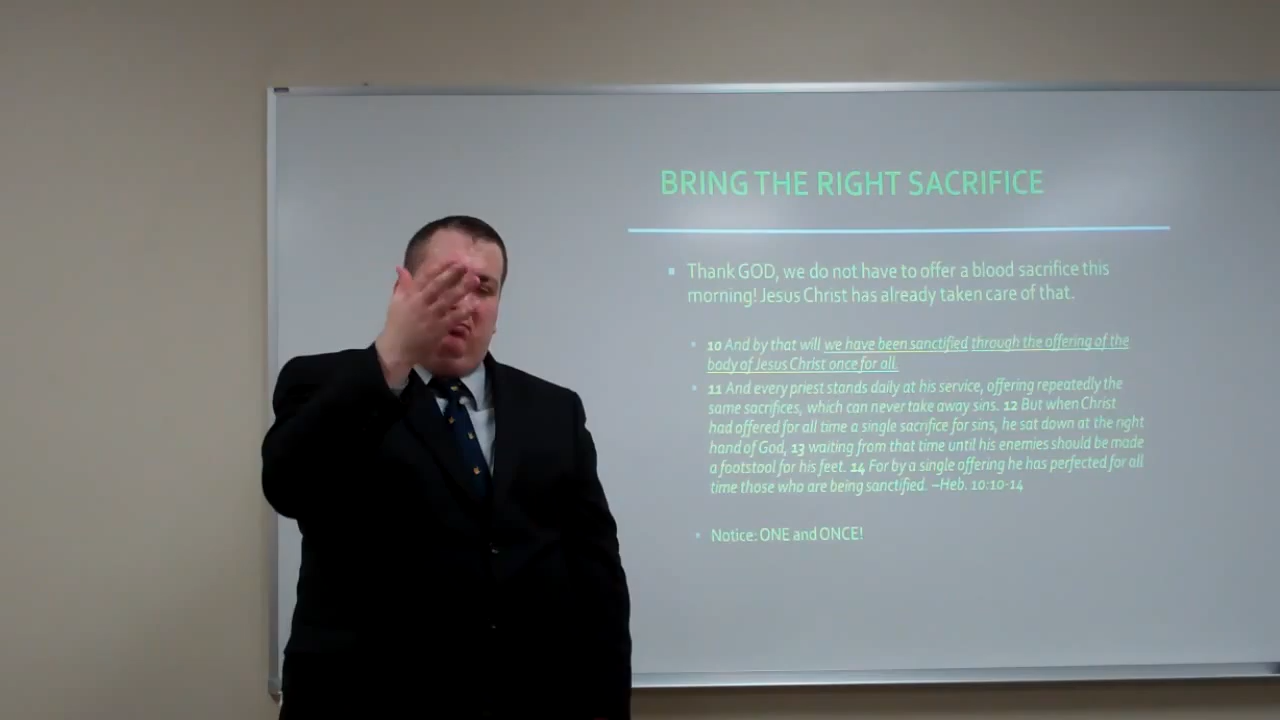 BRING THE RIGHT SACRIFICE
Thank GOD, we do not have to offer a blood sacrifice this
morning! Jesus Christ has already taken care of that.
10 And by that will we have been sanctified through the offering of the
body of Jesus Christ once for all.
11 And every priest stands daily at his service, offering repeatedly the
same sacrifices, which can never take away sins. 12 But when Christ
had offered for all time a single sacrifice for sins, he sat down at the right
hand of God, 13 waiting from that time until his enemies should be made
a footstool for his feet. 14 For by a single offering he has perfected for all
time those who are being sanctified. –Heb. 10:10-14
Notice: ONE and ONCE!